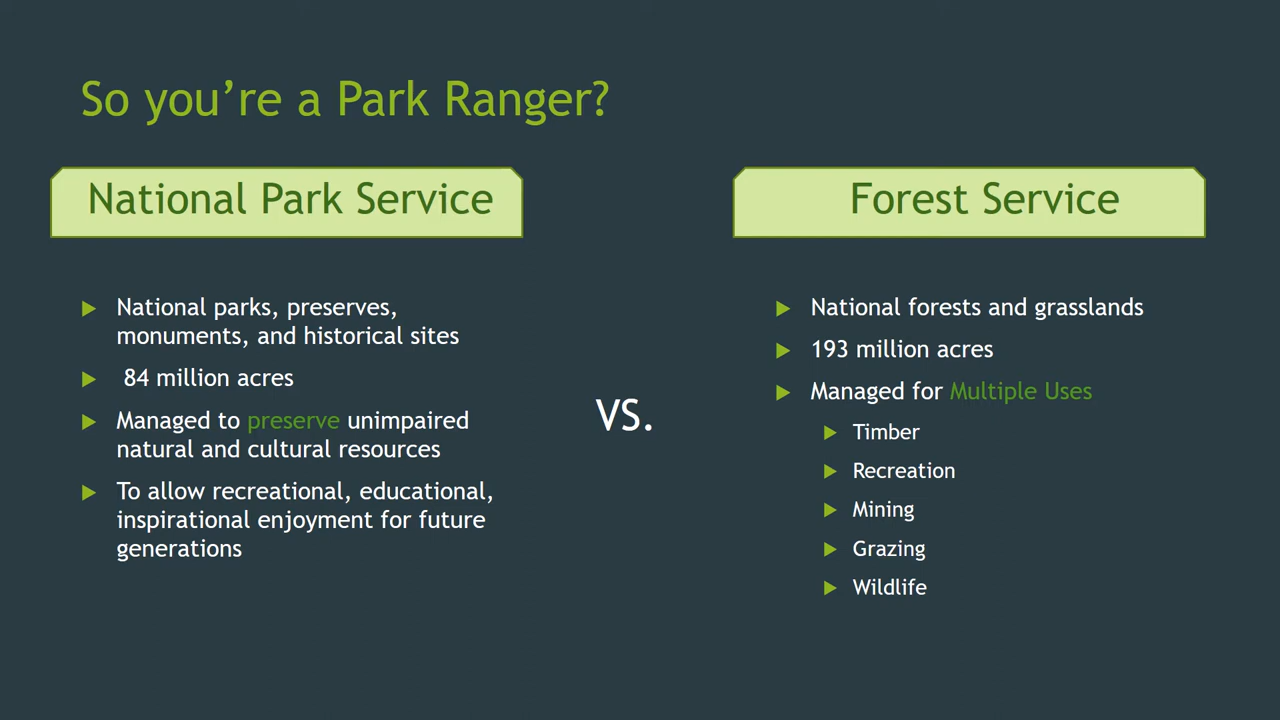 So you’re a Park Ranger?
National Park Service
National parks, preserves,
monuments, and historical sites
84 million acres
Managed to preserve unimpaired
natural and cultural resources
To allow recreational, educational,
inspirational enjoyment for future
generations
VS.
Forest Service
National forests and grasslands
193 million acres
Managed for Multiple Uses
Timber
Recreation
Mining
Grazing
Wildlife